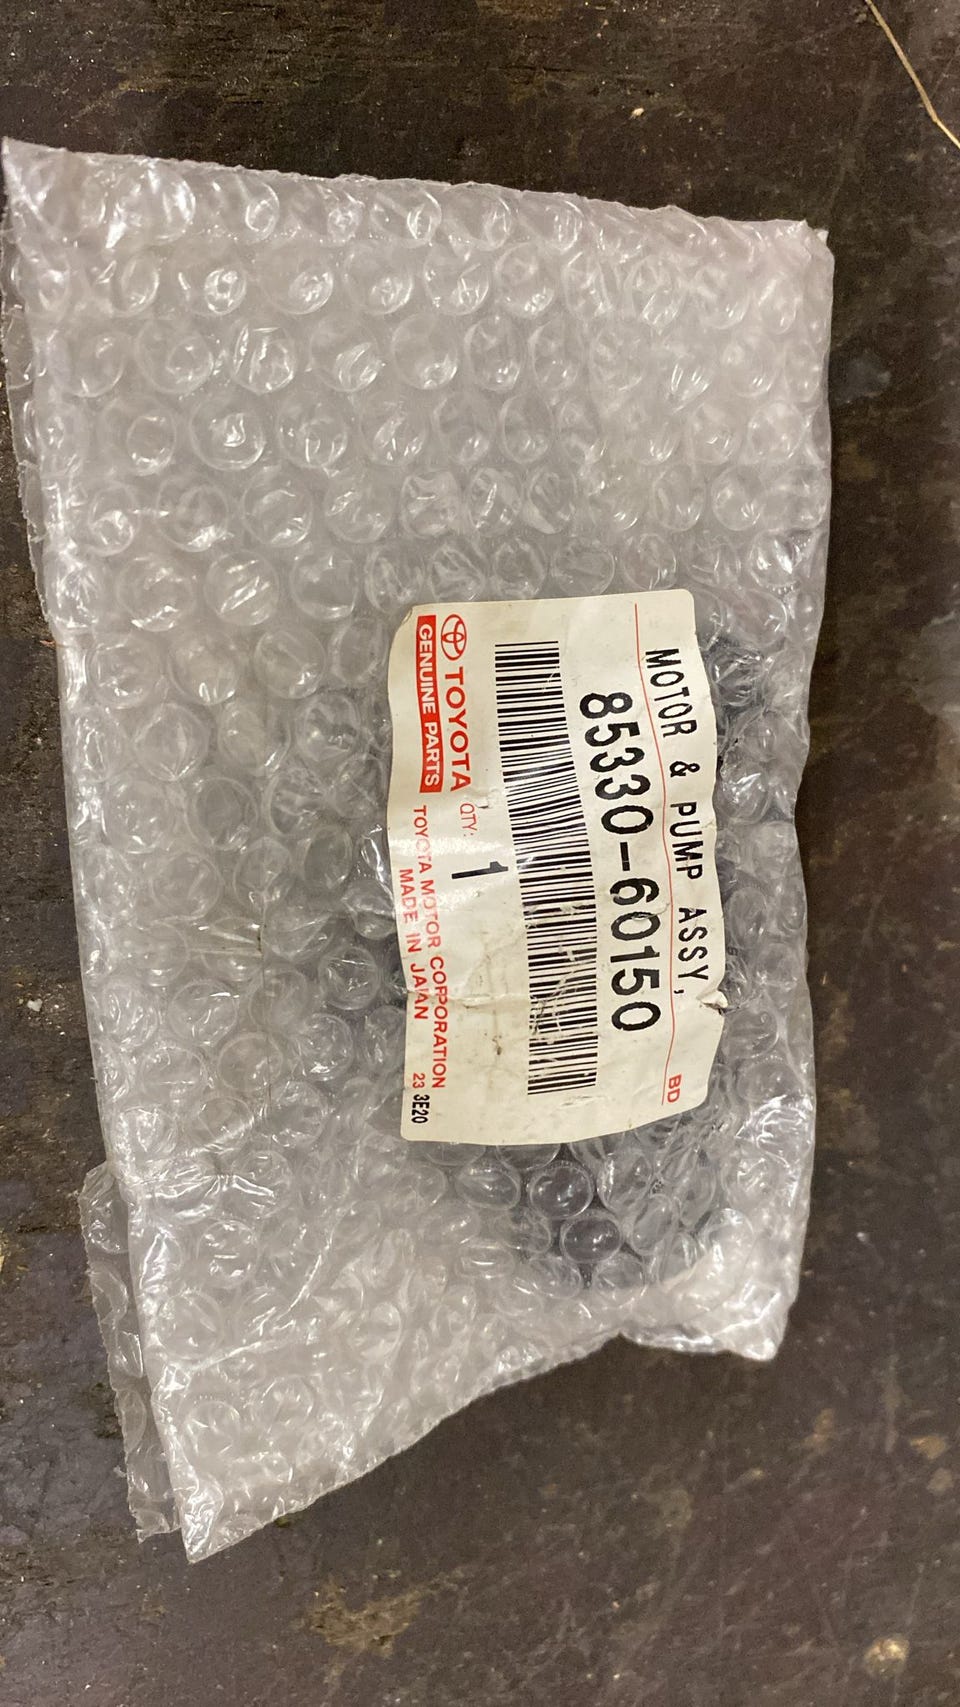 MOTOR & PUMP ASSY,
BD
85330-60150
TOYOTA
GENUINE PARTS
QTY:
1
TOYOTA MOTOR CORPORATION
MADE IN JAPAN
23 3E20